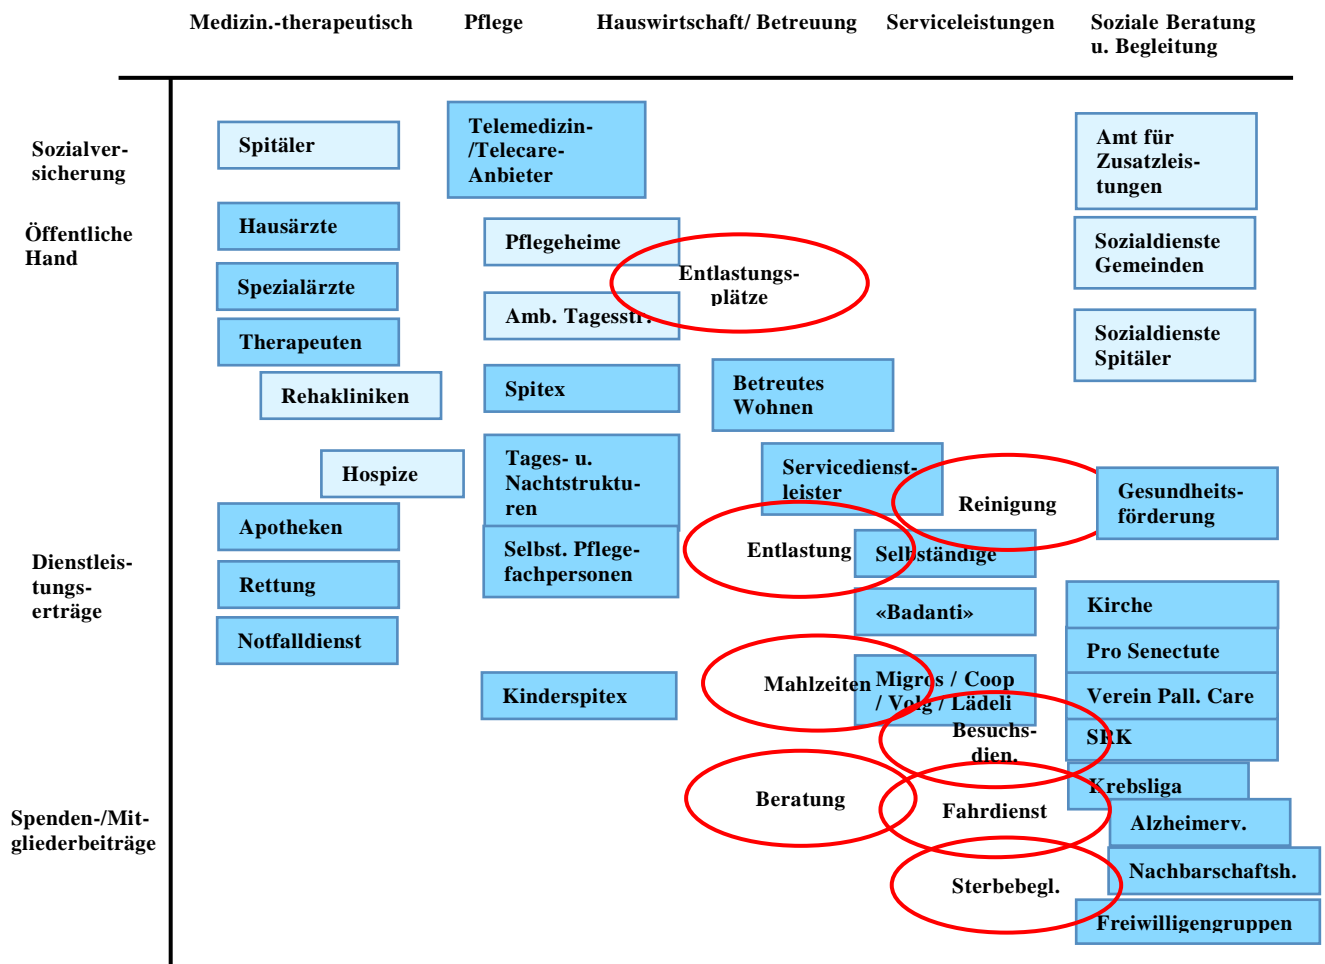 Medizin.-therapeutisch
Pflege
Hauswirtschaft/ Betreuung
Serviceleistungen
Soziale Beratung
u. Begleitung
Sozialver-
sicherung
Öffentliche
Hand
Dienstleis-
tungs-
erträge
Spenden-/Mit-
gliederbeiträge
Spitäler
Hausärzte
Spezialärzte
Therapeuten
Rehakliniken
Hospize
Apotheken
Rettung
Notfalldienst
Telemedizin-
/Telecare-
Anbieter
Pflegeheime
Amb. Tagesstr.
Spitex
Tages- u.
Nachtstruktu-
ren
Selbst. Pflege-
fachpersonen
Kinderspitex
Entlastungs-
plätze
Betreutes
Wohnen
Servicedienst-
leister
Reinigung
Entlastung
Selbständige
«Badanti»
Mahlzeiten
Migros / Coop
/ Volg / Lädeli
Besuchs-
dien.
Beratung
Fahrdienst
Sterbebegl.
Amt für
Zusatzleis-
tungen
Sozialdienste
Gemeinden
Sozialdienste
Spitäler
Gesundheits-
förderung
Kirche
Pro Senectute
Verein Pall. Care
SRK
Krebsliga
Alzheimerv.
Nachbarschaftsh.
Freiwilligengruppen